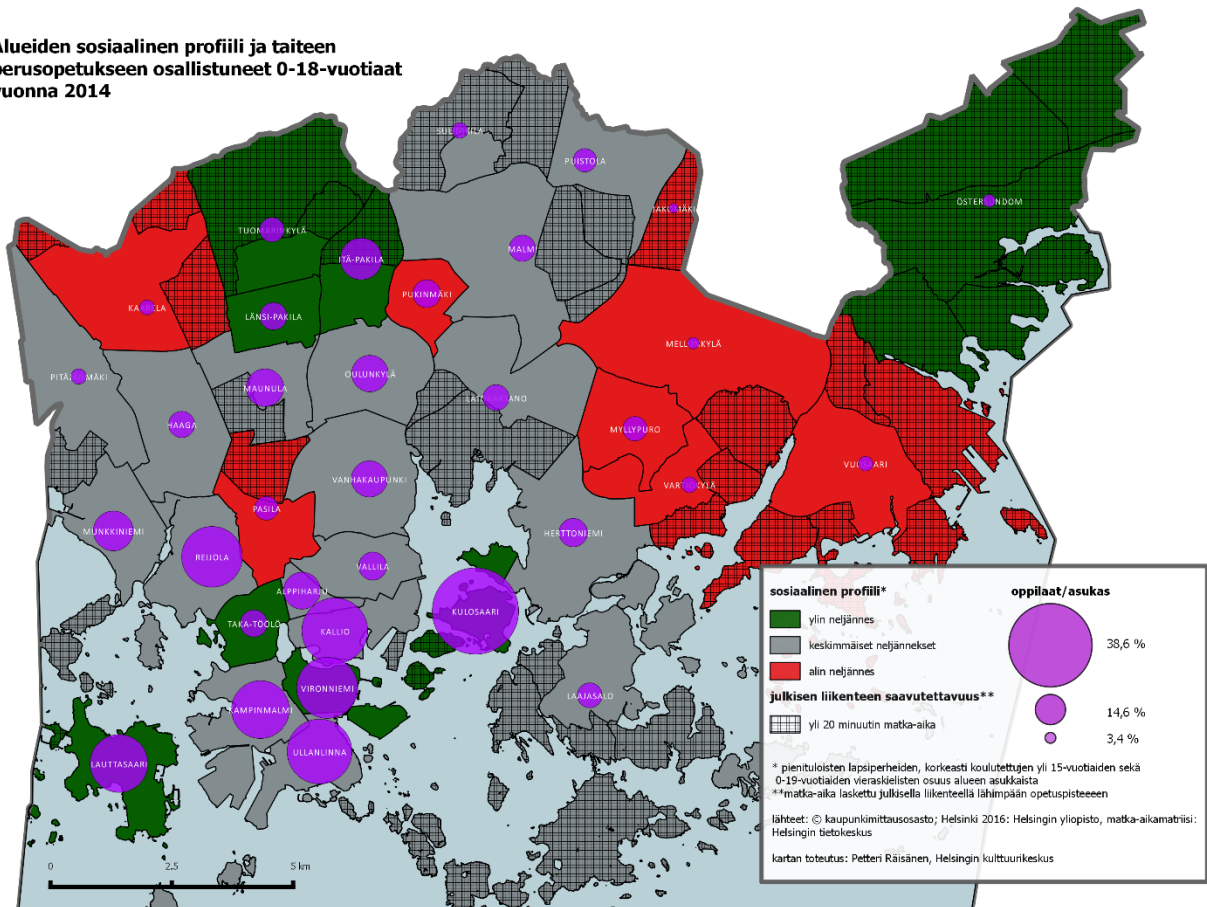 Alueiden sosiaalinen profiili ja taiteen
perusopetukseen osallistuneet 0-18-vuotiaat
vuonna 2014
PUISTOLA
JAKOMÄKI
ÖSTERSUNDOM
TUOMARINKYLÄ
ITÄ-PAKILA
MALMI
PUKINMÄKI
KAARELA
LÄNSI-PAKILA
MELLUNKYLÄ
PITÄJÄNMÄKI
MAUNULA
OULUNKYLÄ
LATOKARTANO
HAAGA
MYLLYPURO
VUOSAARI
VANHAKAUPUNKI
VARTIOKYLÄ
PASILA
MUNKKINIEMI
REIJOLA
HERTTONIEMI
VALLILA
ALPPIHARJU
KULOSAARI
TAKA-TÖÖLÖ
KALLIO
VIRONNIEMI
LAAJASALO
KAMPINMALMI
ULLANLINNA
LAUTTASAARI
0 2.5 5 km
sosiaalinen profiili* oppilaat/asukas
ylin neljännes
keskimmäiset neljännekset 38,6 %
alin neljännes
julkisen liikenteen saavutettavuus**
14,6 %
yli 20 minuutin matka-aika
3,4 %
* pienituloisten lapsiperheiden, korkeasti koulutettujen yli 15-vuotiaiden sekä
0-19-vuotiaiden vieraskielisten osuus alueen asukkaista
**matka-aika laskettu julkisella liikenteellä lähimpään opetuspisteeeen
lähteet: © kaupunkimittausosasto; Helsinki 2016: Helsingin yliopisto, matka-aikamatriisi:
Helsingin tietokeskus
kartan toteutus: Petteri Räisänen, Helsingin kulttuurikeskus